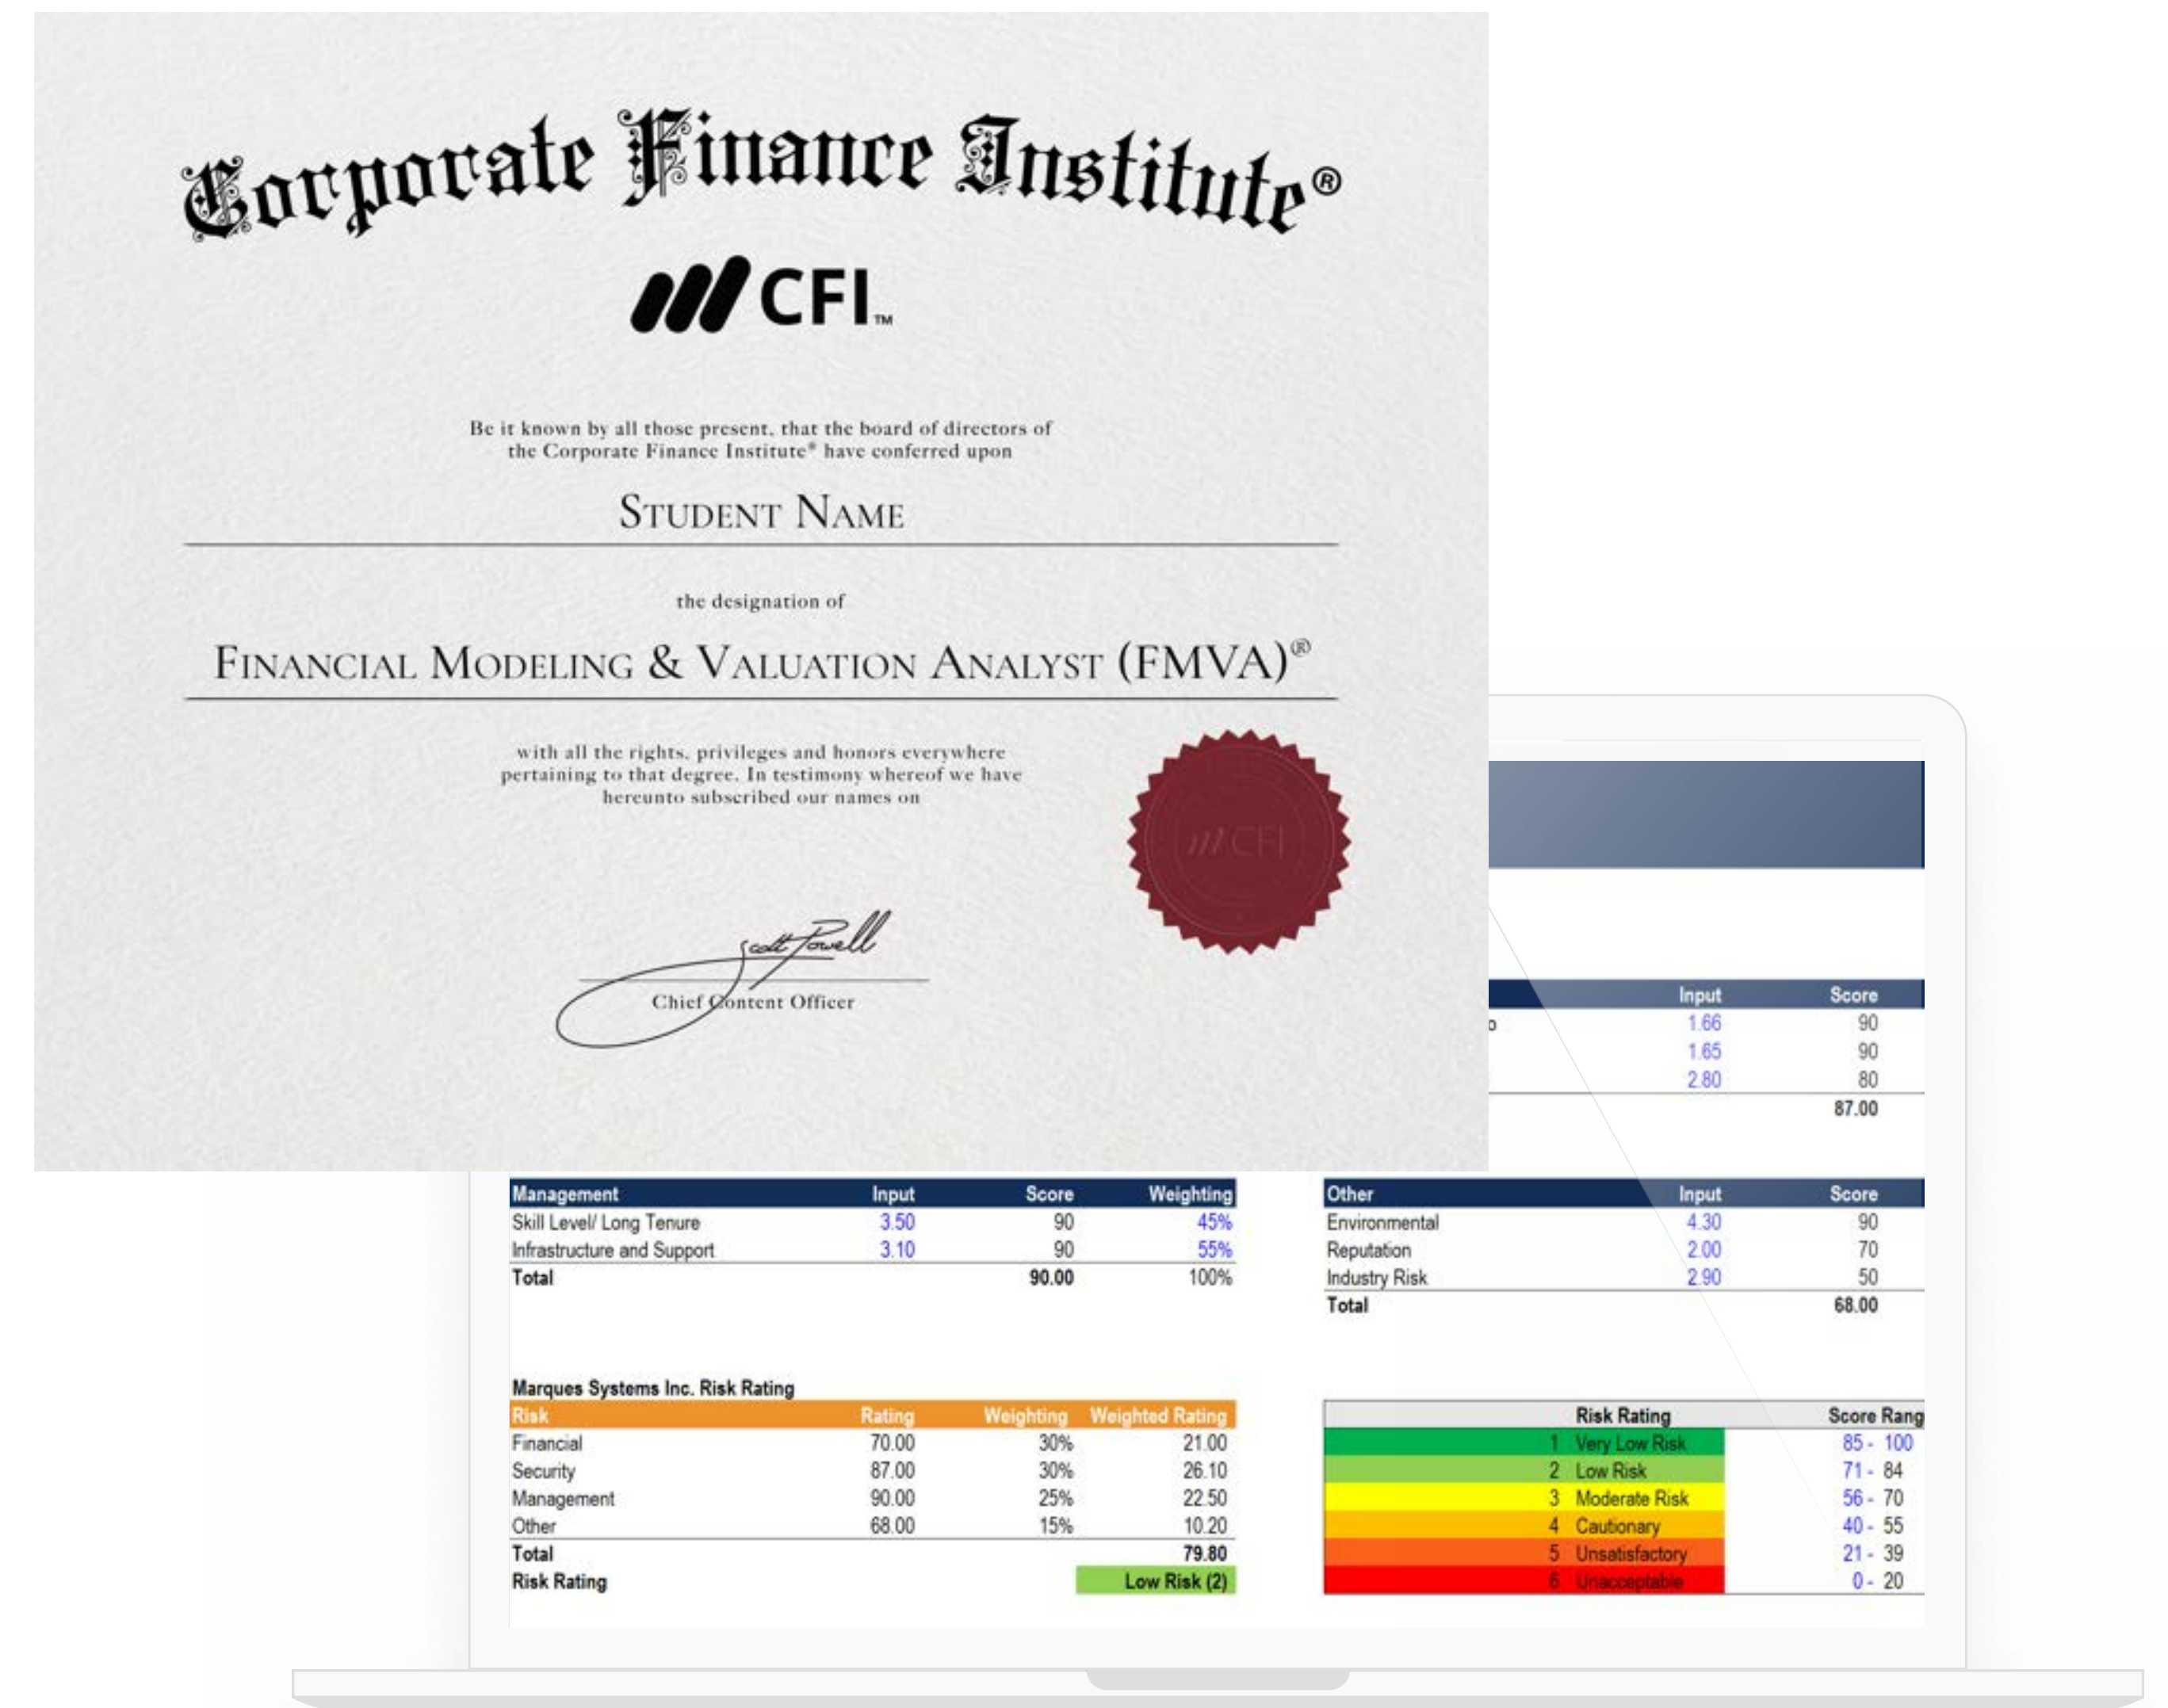 Corporate Finance Institute®
CFI™
Be it known by all those present, that the board of directors of
the Corporate Finance Institute® have conferred upon
Student Name
the designation of
Financial Modeling & Valuation Analyst (FMVA)®
with all the rights, privileges and honors everywhere
pertaining to that degree. In testimony whereof we have
hereunto subscribed our names on
CFI
Scott Powell
Chief Content Officer
Input Score
o 1.66 90
1.65 90
2.80 80
87.00
Management Input Score Weighting
Skill Level/ Long Tenure 3.50 90 45%
Infrastructure and Support 3.10 90 55%
Total 90.00 100%
Other Input Score
Environmental 4.30 90
Reputation 2.00 70
Industry Risk 2.90 50
Total 68.00
Marques Systems Inc. Risk Rating
Risk Rating Weighting Weighted Rating
Financial 70.00 30% 21.00
Security 87.00 30% 26.10
Management 90.00 25% 22.50
Other 68.00 15% 10.20
Total 79.80
Risk Rating Low Risk (2)
Risk Rating Score Rang
1 Very Low Risk 85 - 100
2 Low Risk 71 - 84
3 Moderate Risk 56 - 70
4 Cautionary 40 - 55
5 Unsatisfactory 21 - 39
6 Unacceptable 0 - 20